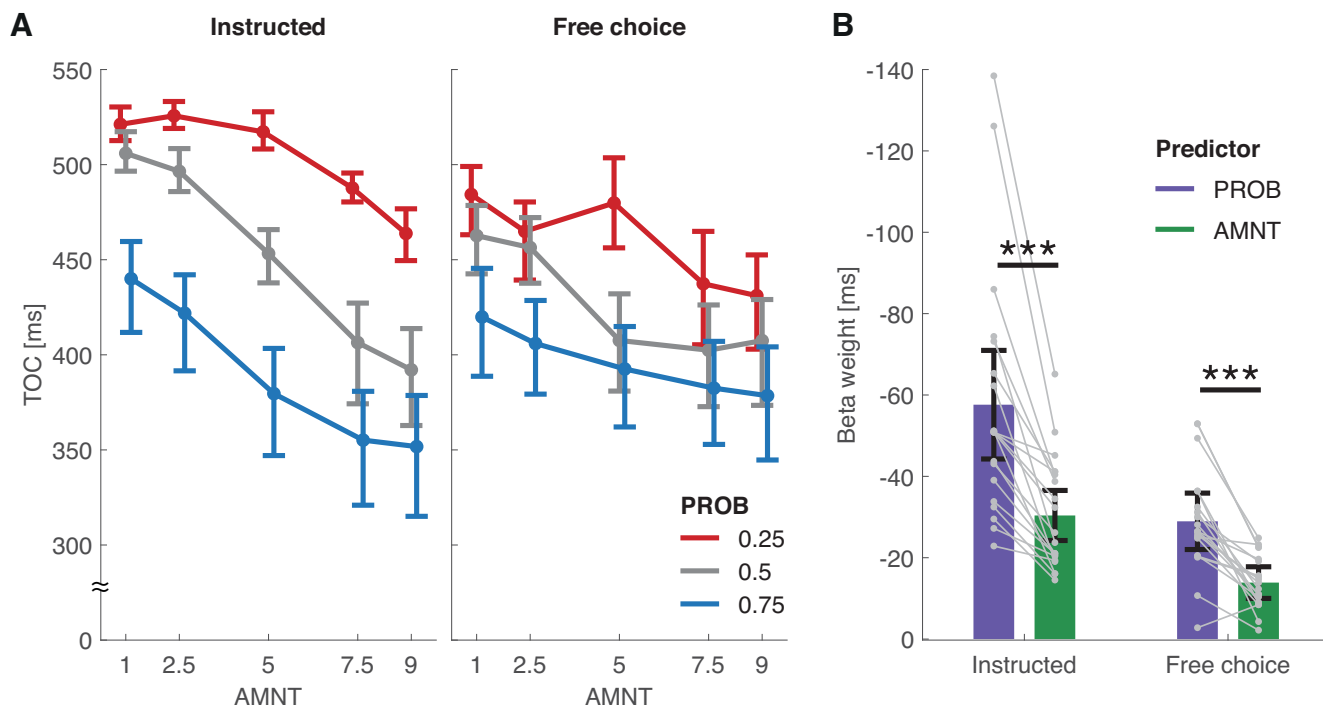 A
Instructed
Free choice
TOC [ms]
550
500
450
400
350
300
0
1 2.5 5 7.5 9
AMNT
1 2.5 5 7.5 9
AMNT
PROB
0.25
0.5
0.75
B
Beta weight [ms]
-140
-120
-100
-80
-60
-40
-20
0
***
***
Predictor
PROB
AMNT
Instructed
Free choice